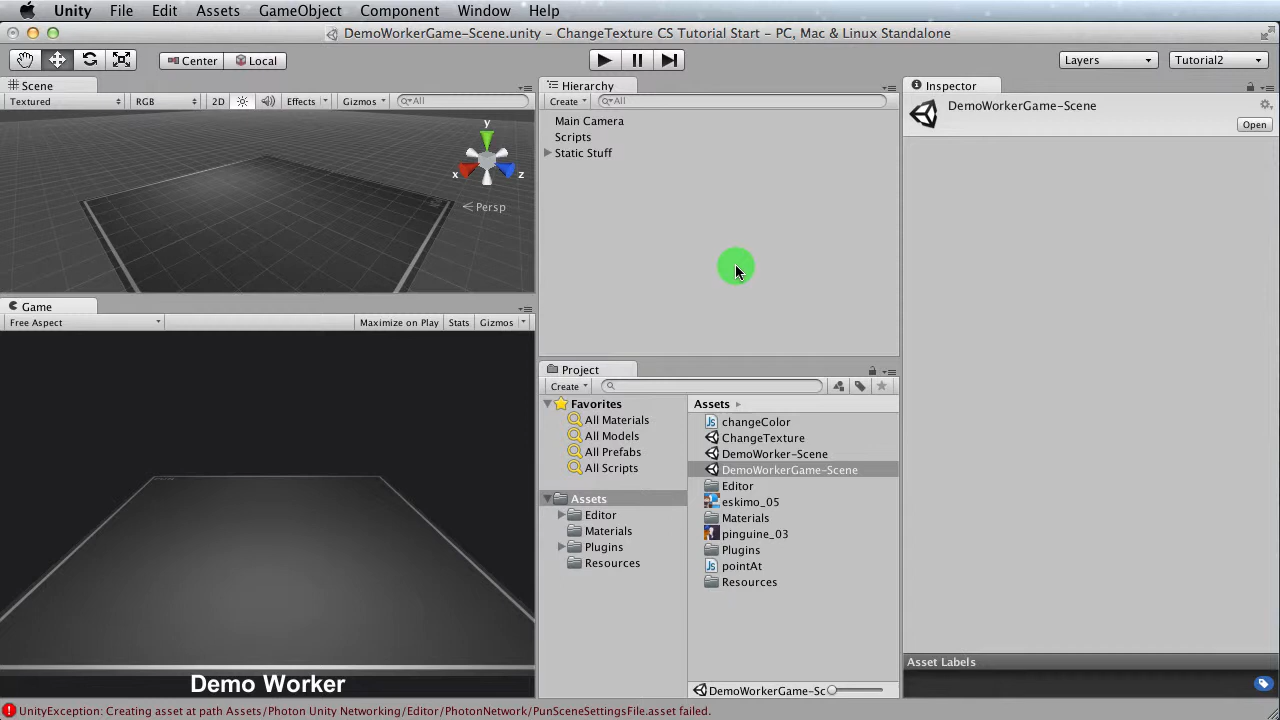 Unity File Edit Assets GameObject Component Window Help
DemoWorkerGame-Scene.unity - ChangeTexture CS Tutorial Start - PC, Mac & Linux Standalone
Center Local Layers Tutorial2
Scene
Textured RGB 2D Effects Gizmos All
y
x z
Persp
Game
Free Aspect Maximize on Play Stats Gizmos
Demo Worker
Hierarchy
Create All
Main Camera
Scripts
Static Stuff
Project
Create
Favorites
All Materials
All Models
All Prefabs
All Scripts
Assets
Editor
Materials
Plugins
Resources
Assets
changeColor
ChangeTexture
DemoWorker-Scene
DemoWorkerGame-Scene
Editor
eskimo_05
Materials
pinguine_03
Plugins
pointAt
Resources
DemoWorkerGame-Sc
Inspector
DemoWorkerGame-Scene
Open
Asset Labels
UnityException: Creating asset at path Assets/Photon Unity Networking/Editor/PhotonNetwork/PunSceneSettingsFile.asset failed.